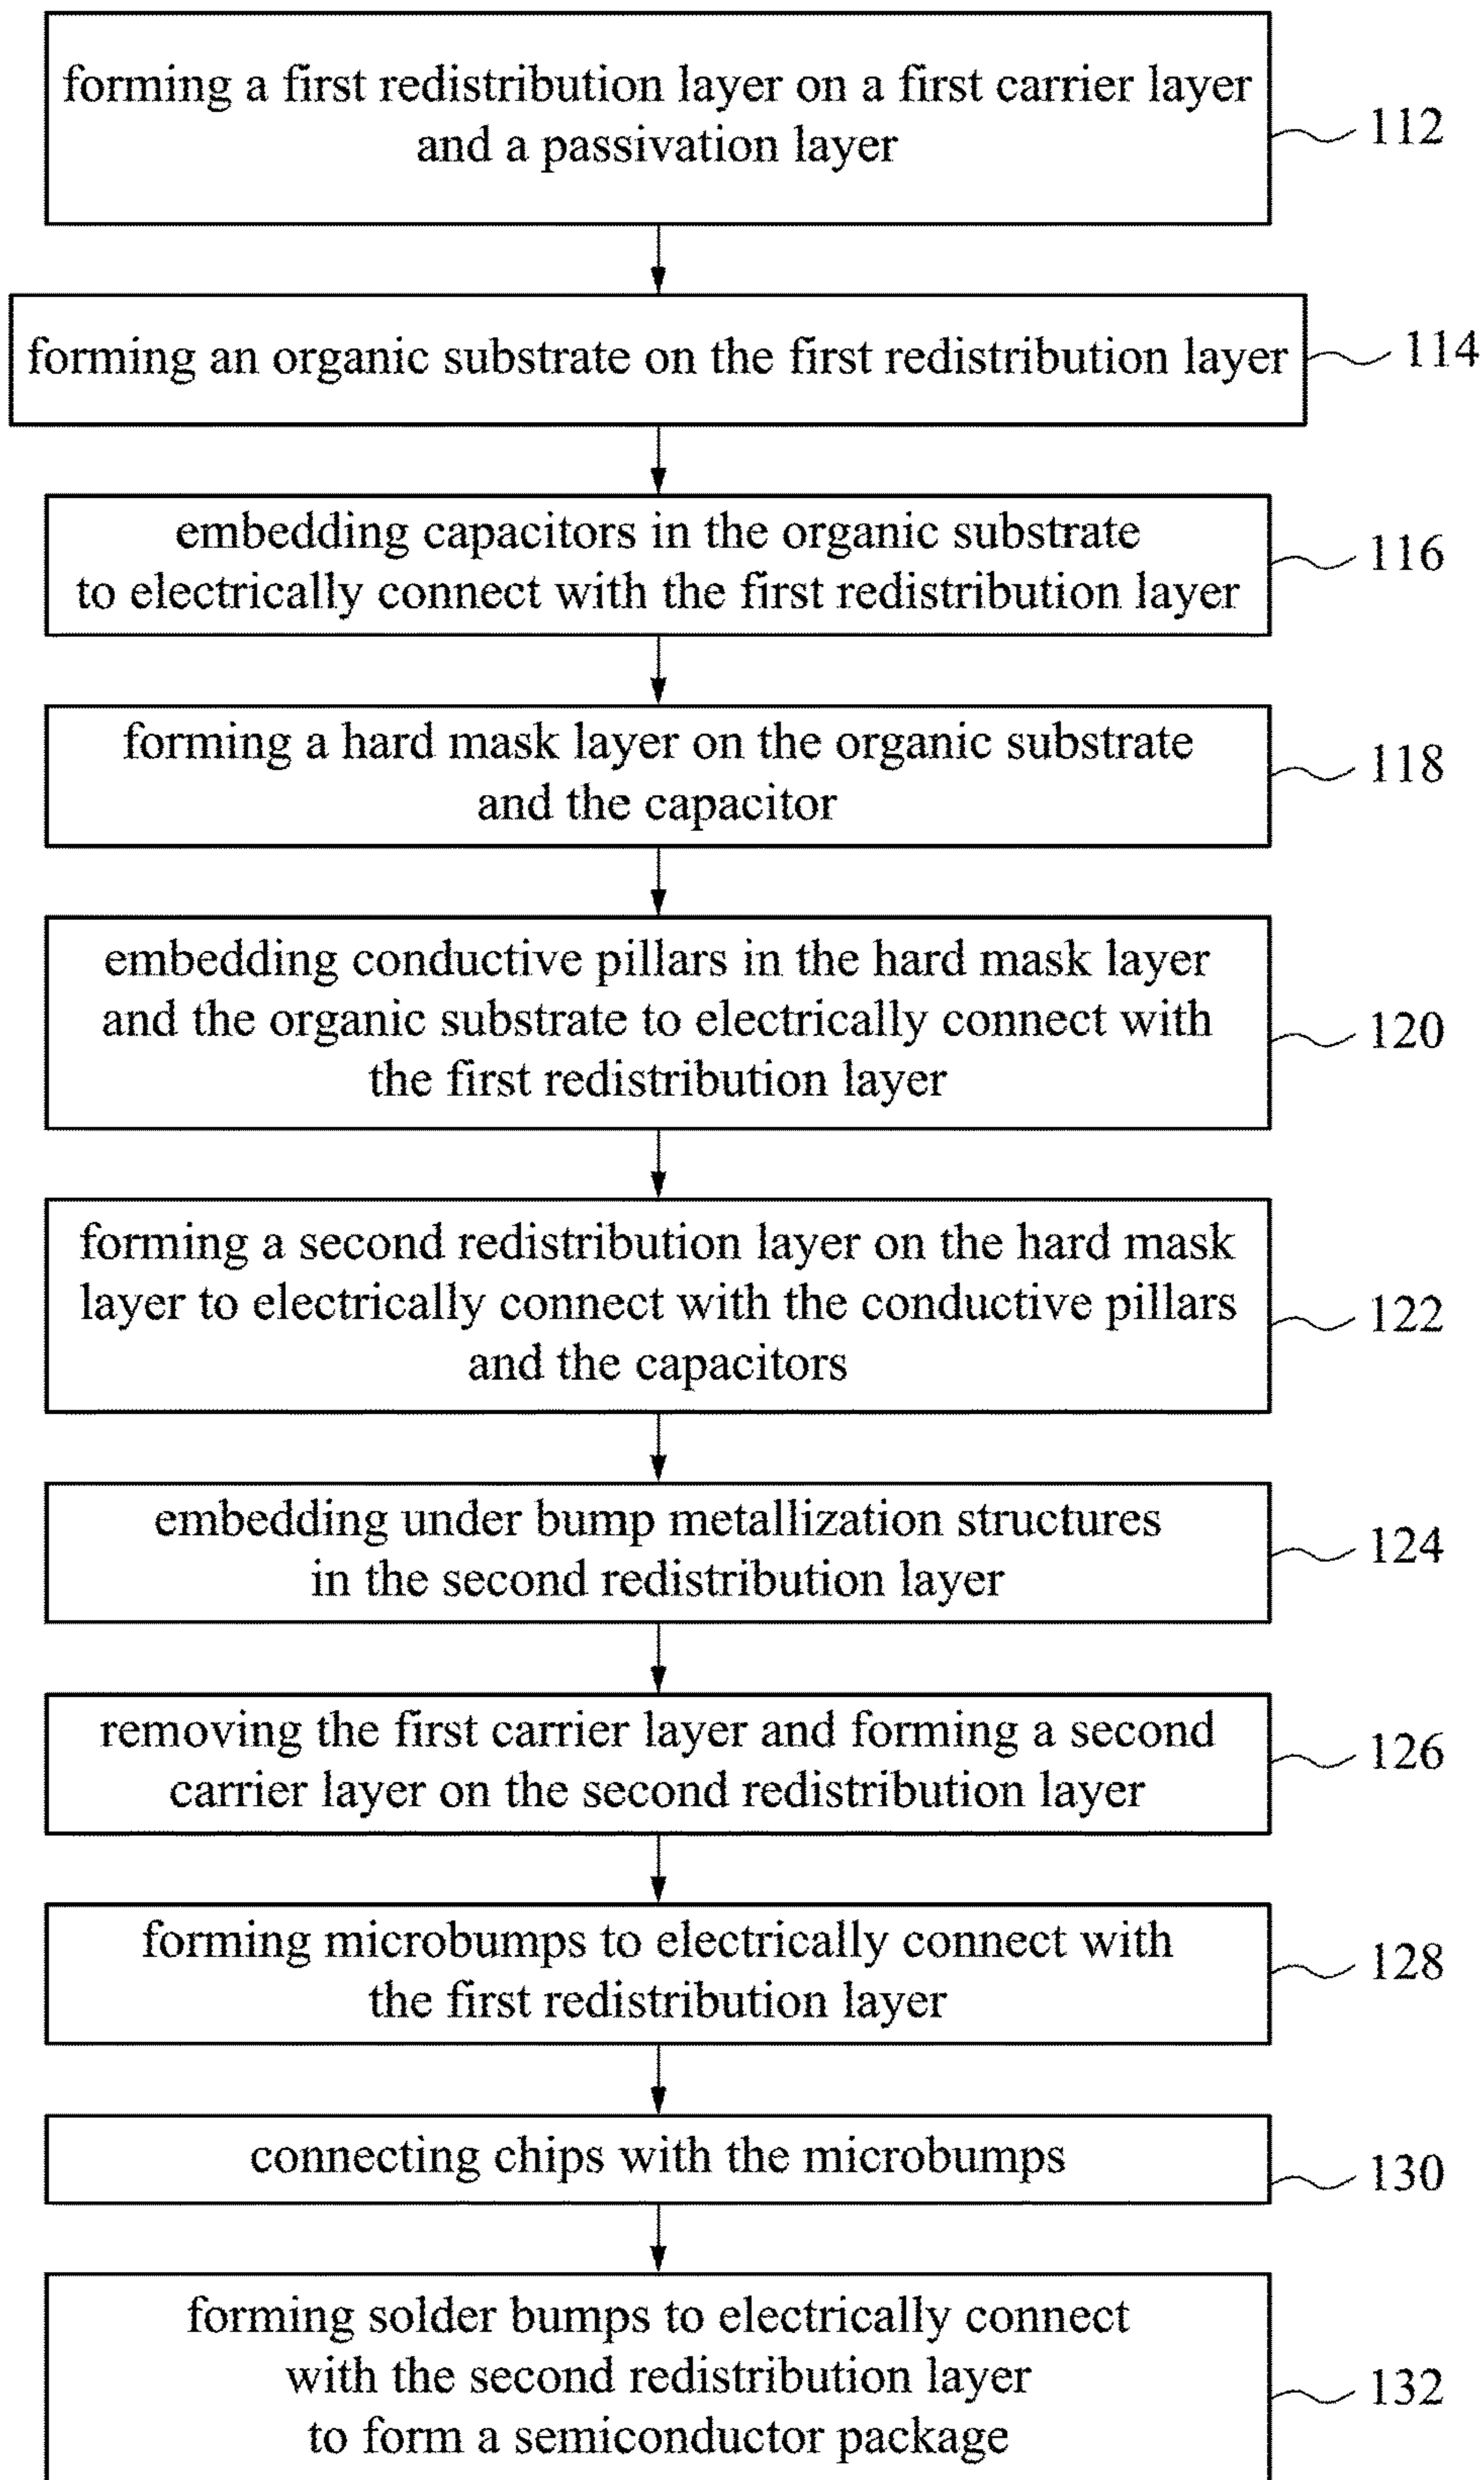 forming a first redistribution layer on a first carrier layer
and a passivation layer
112
forming an organic substrate on the first redistribution layer
114
embedding capacitors in the organic substrate
to electrically connect with the first redistribution layer
116
forming a hard mask layer on the organic substrate
and the capacitor
118
embedding conductive pillars in the hard mask layer
and the organic substrate to electrically connect with
the first redistribution layer
120
forming a second redistribution layer on the hard mask
layer to electrically connect with the conductive pillars
and the capacitors
122
embedding under bump metallization structures
in the second redistribution layer
124
removing the first carrier layer and forming a second
carrier layer on the second redistribution layer
126
forming microbumps to electrically connect with
the first redistribution layer
128
connecting chips with the microbumps
130
forming solder bumps to electrically connect
with the second redistribution layer
to form a semiconductor package
132